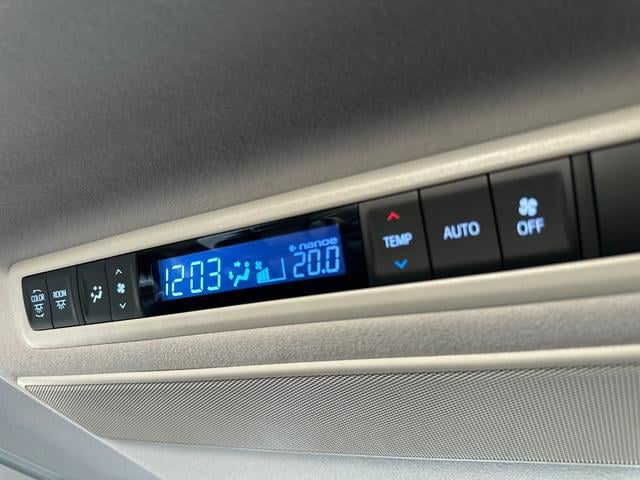 COLOR
ROOM
12:03
nanoe
20.0
TEMP
AUTO
OFF